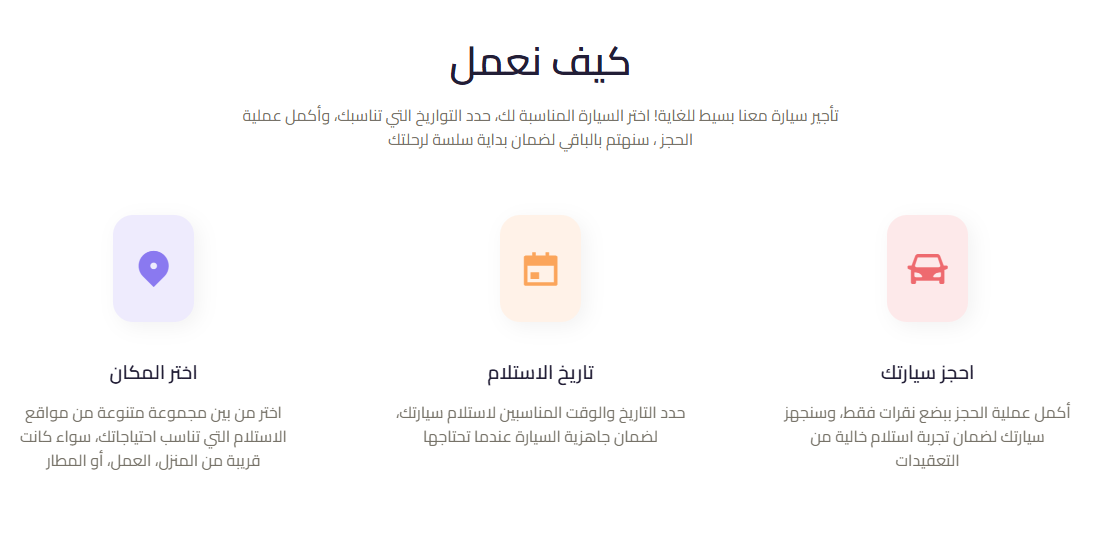 كيف نعمل
تأجير سيارة معنا بسيط للغاية! اختر السيارة المناسبة لك، حدد التواريخ التي تناسبك، وأكمل عملية
الحجز ، سنهتم بالباقي لضمان بداية سلسة لرحلتك
احجز سيارتك
أكمل عملية الحجز ببضع نقرات فقط، وسنجهز
سيارتك لضمان تجربة استلام خالية من
التعقيدات
تاريخ الاستلام
حدد التاريخ والوقت المناسبين لاستلام سيارتك،
لضمان جاهزية السيارة عندما تحتاجها
اختر المكان
اختر من بين مجموعة متنوعة من مواقع
الاستلام التي تناسب احتياجاتك، سواء كانت
قريبة من المنزل، العمل، أو المطار